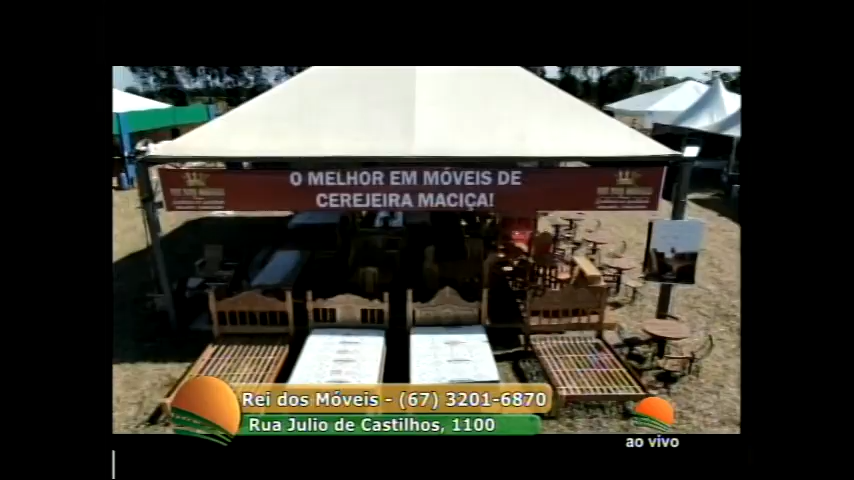 O MELHOR EM MÓVEIS DE
CEREJEIRA MACIÇA!
Rei dos Móveis - (67) 3201-6870
Rua Julio de Castilhos, 1100
ao vivo